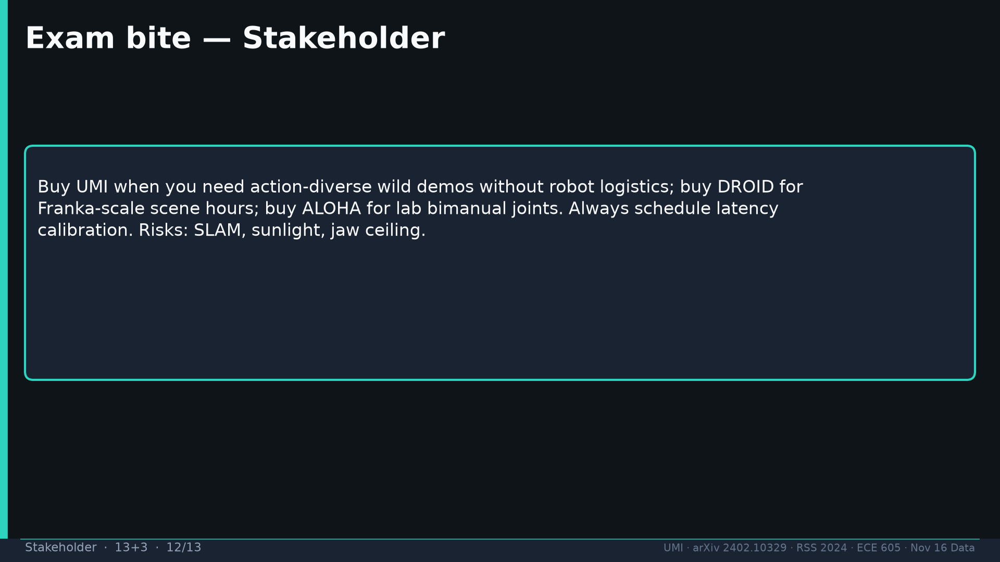 Exam bite — Stakeholder
Buy UMI when you need action-diverse wild demos without robot logistics; buy DROID for
Franka-scale scene hours; buy ALOHA for lab bimanual joints. Always schedule latency
calibration. Risks: SLAM, sunlight, jaw ceiling.
Stakeholder · 13+3 · 12/13
UMI · arXiv 2402.10329 · RSS 2024 · ECE 605 · Nov 16 Data